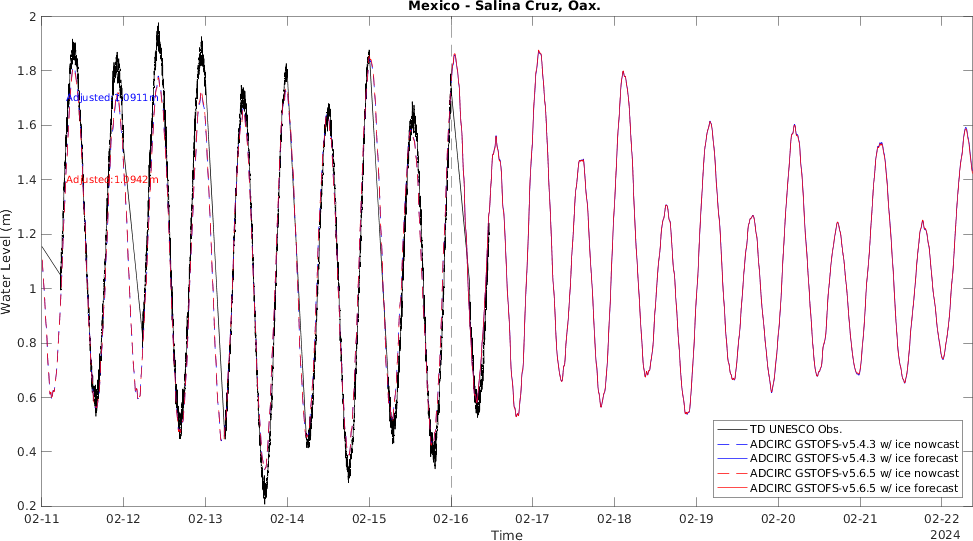 Mexico - Salina Cruz, Oax.
2
1.8
1.6
1.4
1.2
1
0.8
0.6
0.4
0.2
Water Level (m)
Adjusted:1.0911m
Adjusted:1.0942m
TD UNESCO Obs.
ADCIRC GSTOFS-v5.4.3 w/ ice nowcast
ADCIRC GSTOFS-v5.4.3 w/ ice forecast
ADCIRC GSTOFS-v5.6.5 w/ ice nowcast
ADCIRC GSTOFS-v5.6.5 w/ ice forecast
02-11 02-12 02-13 02-14 02-15 02-16 02-17 02-18 02-19 02-20 02-21 02-22
Time
2024